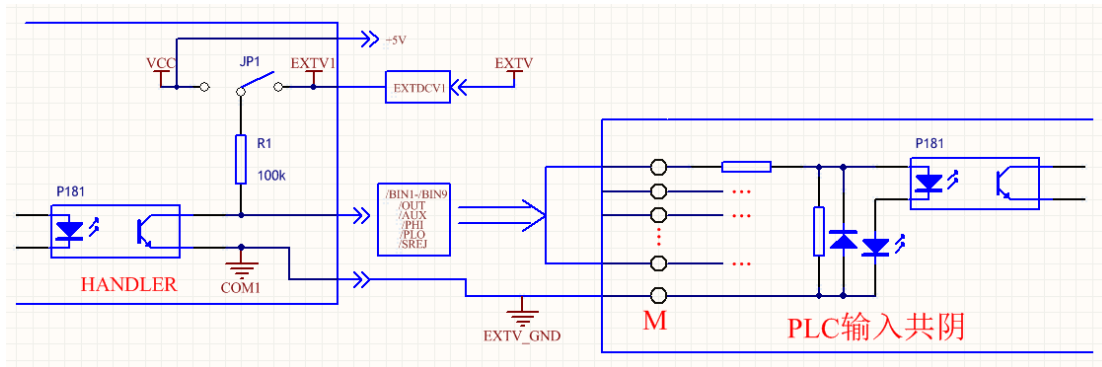 +5V
VCC
JP1
EXTV1
EXTV
EXTDCV1
R1
100k
P181
P181
/BIN1-/BIN9
/OUT
/AUX
/PHI
/PLO
/SREJ
HANDLER
COM1
M
EXTV_GND
PLC输入共阴